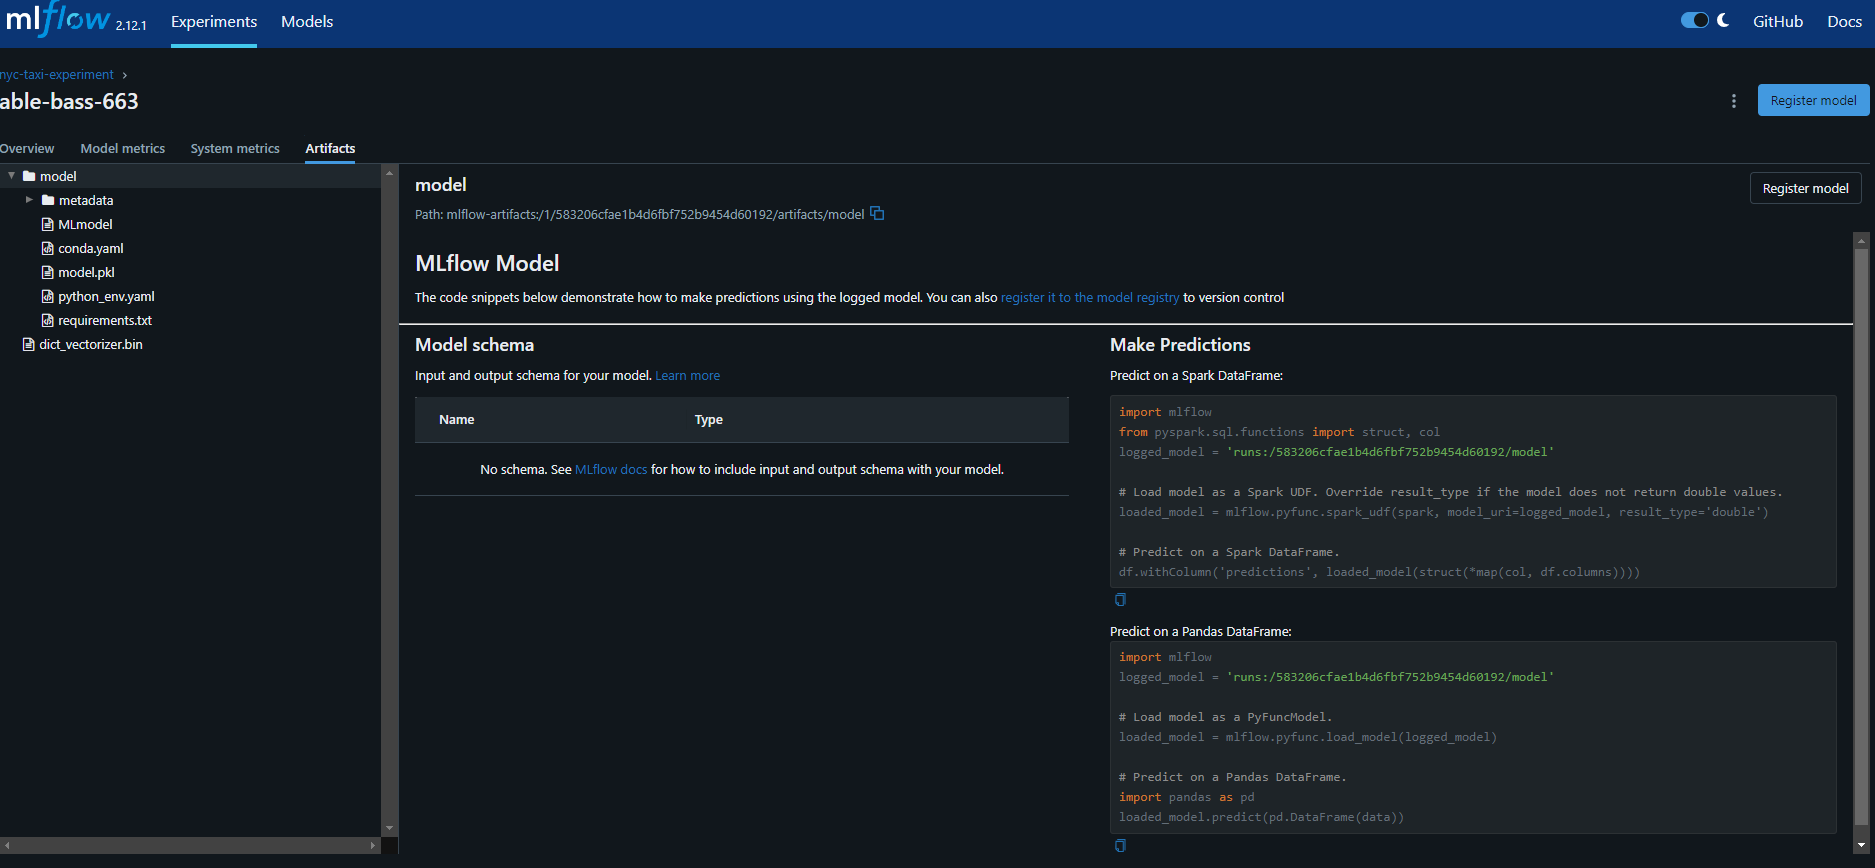 mlflow 2.12.1 Experiments Models GitHub Docs
nyc-taxi-experiment
able-bass-663
Register model
Overview Model metrics System metrics Artifacts
model
metadata
MLmodel
conda.yaml
model.pkl
python_env.yaml
requirements.txt
dict_vectorizer.bin
model
Register model
Path: mlflow-artifacts:/1/583206cfae1b4d6fbf752b9454d60192/artifacts/model
MLflow Model
The code snippets below demonstrate how to make predictions using the logged model. You can also register it to the model registry to version control
Model schema
Input and output schema for your model. Learn more
Name Type
No schema. See MLflow docs for how to include input and output schema with your model.
Make Predictions
Predict on a Spark DataFrame:
import mlflow
from pyspark.sql.functions import struct, col
logged_model = 'runs:/583206cfae1b4d6fbf752b9454d60192/model'
# Load model as a Spark UDF. Override result_type if the model does not return double values.
loaded_model = mlflow.pyfunc.spark_udf(spark, model_uri=logged_model, result_type='double')
# Predict on a Spark DataFrame.
df.withColumn('predictions', loaded_model(struct(*map(col, df.columns))))
Predict on a Pandas DataFrame:
import mlflow
logged_model = 'runs:/583206cfae1b4d6fbf752b9454d60192/model'
# Load model as a PyFuncModel.
loaded_model = mlflow.pyfunc.load_model(logged_model)
# Predict on a Pandas DataFrame.
import pandas as pd
loaded_model.predict(pd.DataFrame(data))